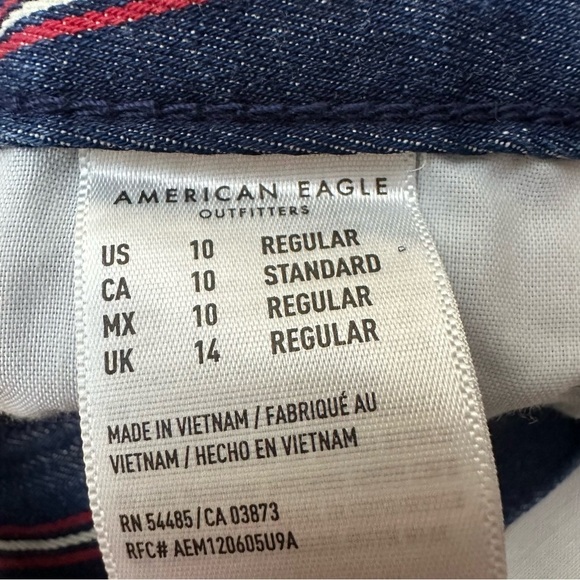 AMERICAN EAGLE
OUTFITTERS
US 10 REGULAR
CA 10 STANDARD
MX 10 REGULAR
UK 14 REGULAR
MADE IN VIETNAM / FABRIQUÉ AU
VIETNAM / HECHO EN VIETNAM
RN 54485 / CA 03873
RFC# AEM120605U9A